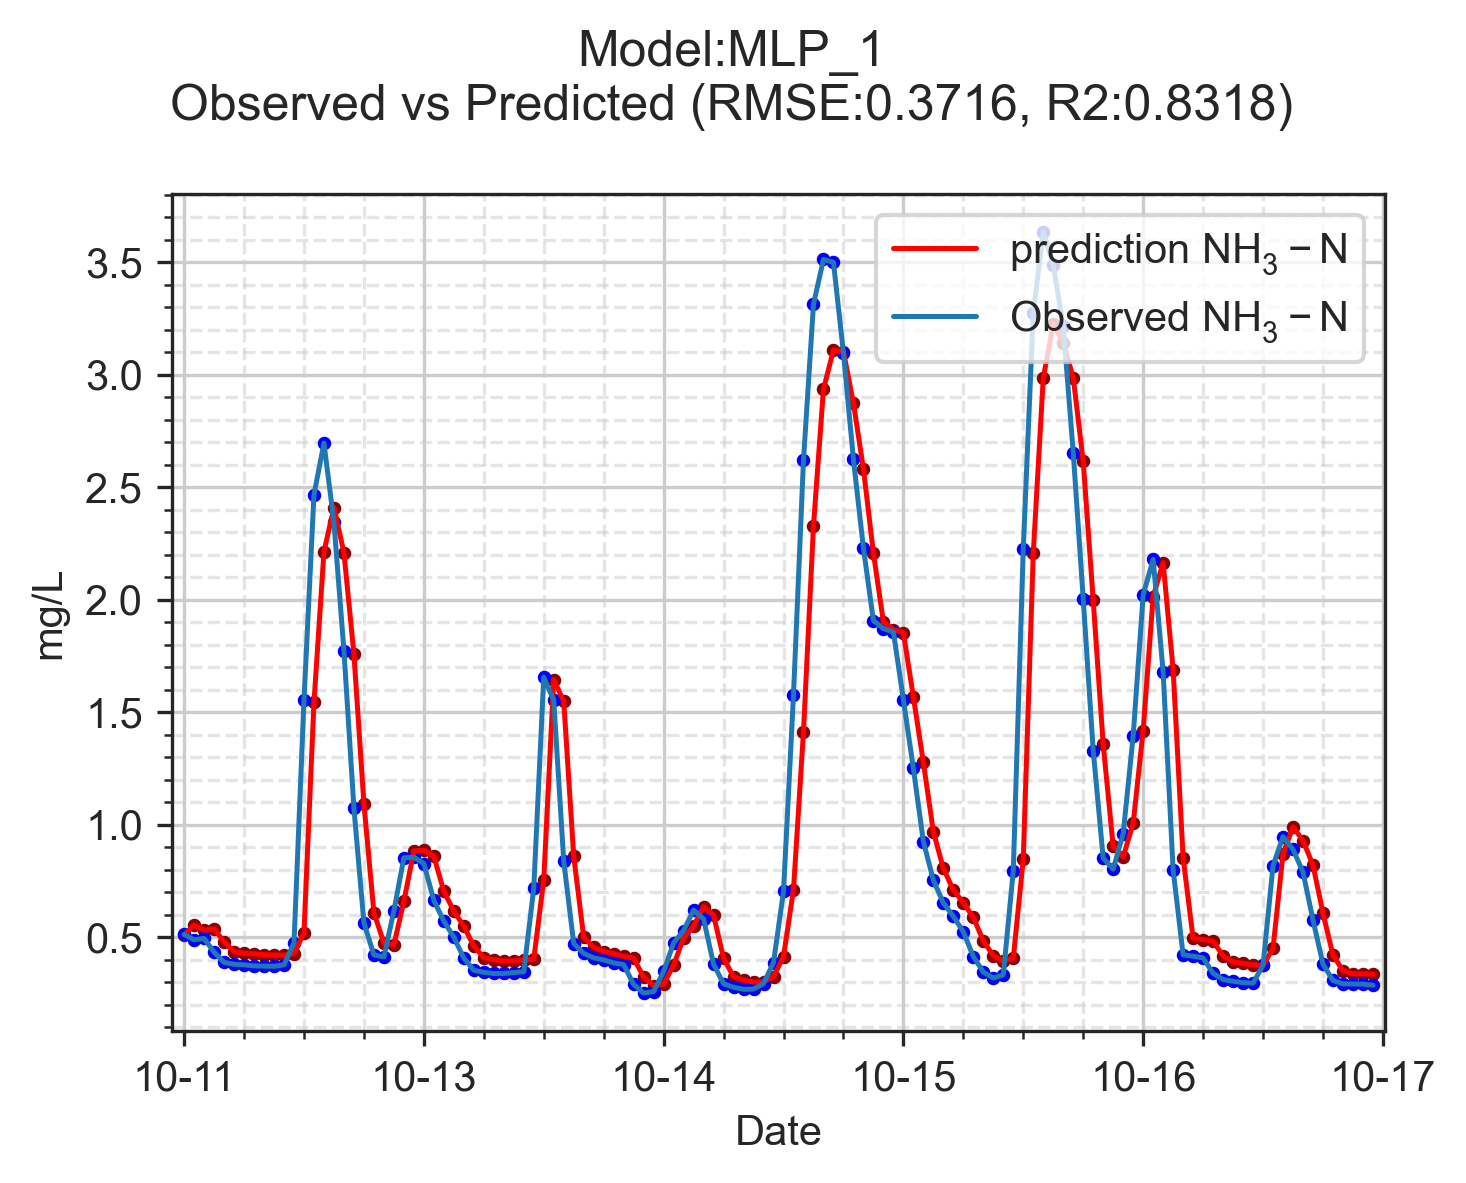 Model:MLP_1
Observed vs Predicted (RMSE:0.3716, R2:0.8318)
prediction NH₃ − N
Observed NH₃ − N
3.5
3.0
2.5
2.0
1.5
1.0
0.5
mg/L
10-11 10-13 10-14 10-15 10-16 10-17
Date